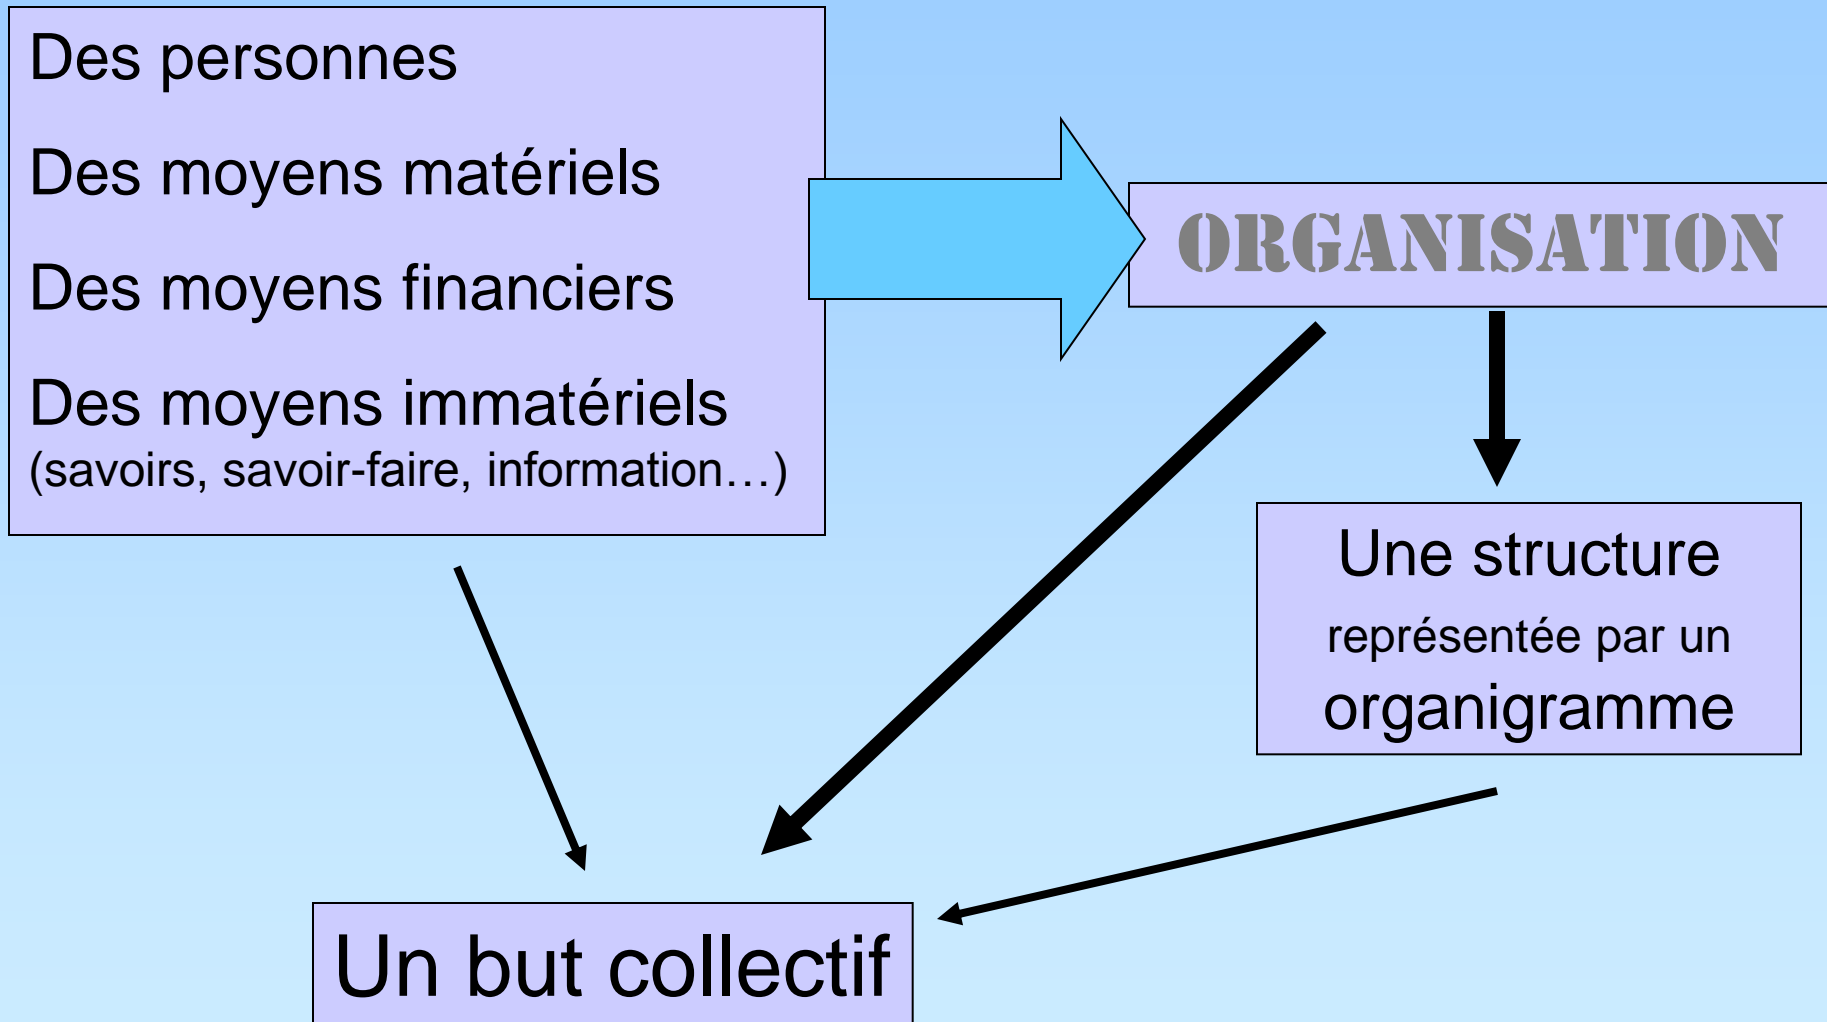 Des personnes
Des moyens matériels
Des moyens financiers
Des moyens immatériels
(savoirs, savoir-faire, information…)
ORGANISATION
Une structure
représentée par un
organigramme
Un but collectif